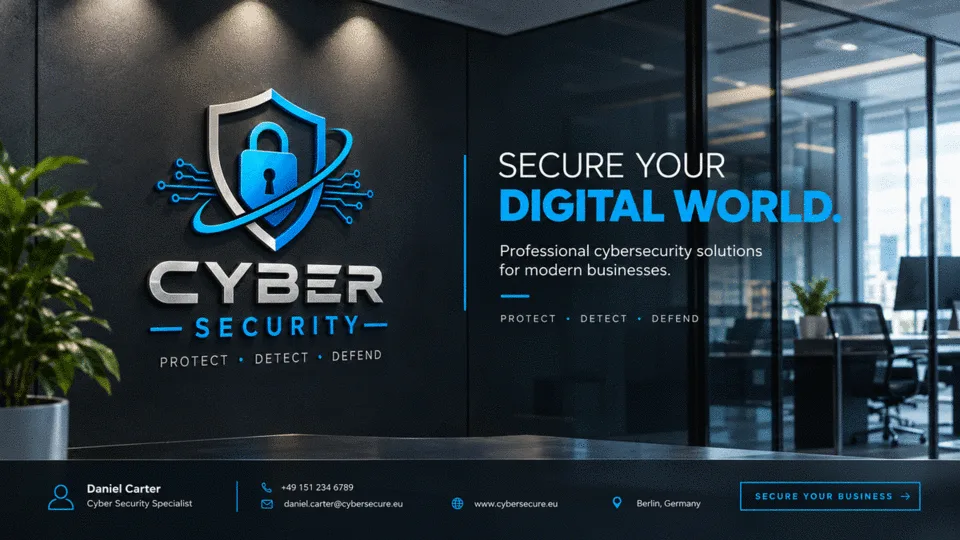 CYBER
SECURITY
PROTECT • DETECT • DEFEND
SECURE YOUR
DIGITAL WORLD.
Professional cybersecurity solutions
for modern businesses.
PROTECT • DETECT • DEFEND
Daniel Carter
Cyber Security Specialist
+49 151 234 6789
daniel.carter@cybersecure.eu
www.cybersecure.eu
Berlin, Germany
SECURE YOUR BUSINESS →